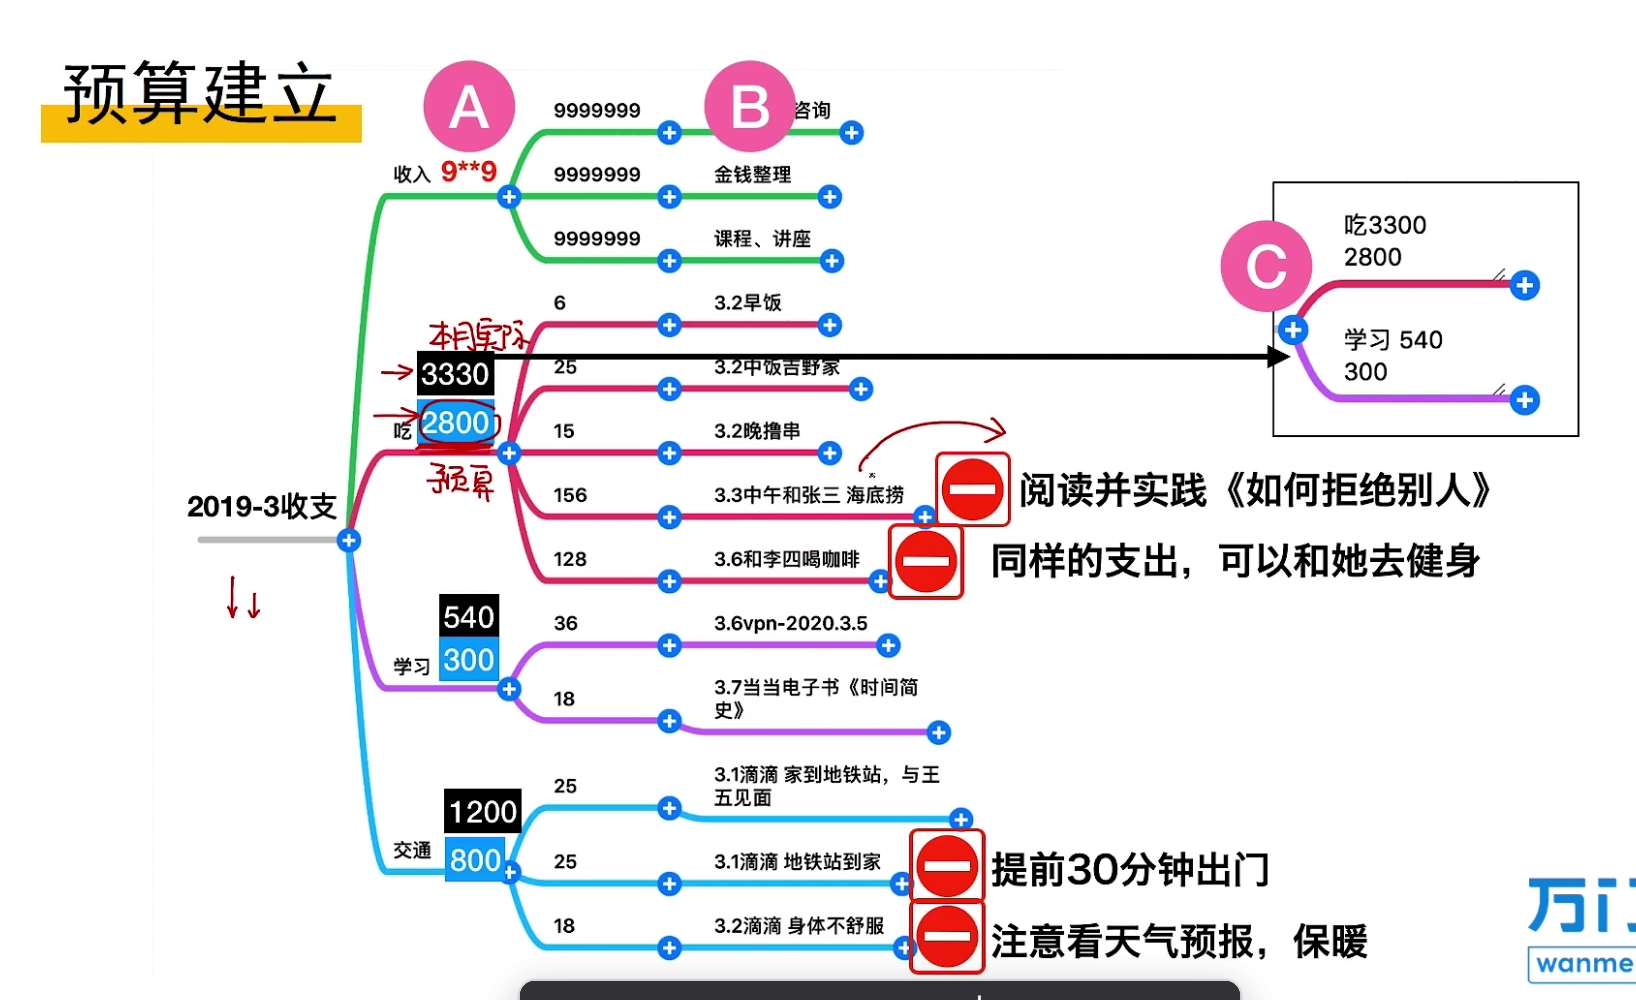 预算建立
A
B
9999999
咨询
收入 9**9
9999999
金钱整理
9999999
课程、讲座
C
吃3300
2800
学习 540
300
6
3.2早饭
本月实际
3330
25
3.2中饭吉野家
2800
吃
15
3.2晚撸串
预算
156
3.3中午和张三 海底捞
阅读并实践《如何拒绝别人》
2019-3收支
128
3.6和李四喝咖啡
同样的支出，可以和她去健身
540
300
学习
36
3.6vpn-2020.3.5
18
3.7当当电子书《时间简
史》
1200
800
交通
25
3.1滴滴 家到地铁站，与王
五见面
25
3.1滴滴 地铁站到家
提前30分钟出门
18
3.2滴滴 身体不舒服
注意看天气预报，保暖
万门
wanme